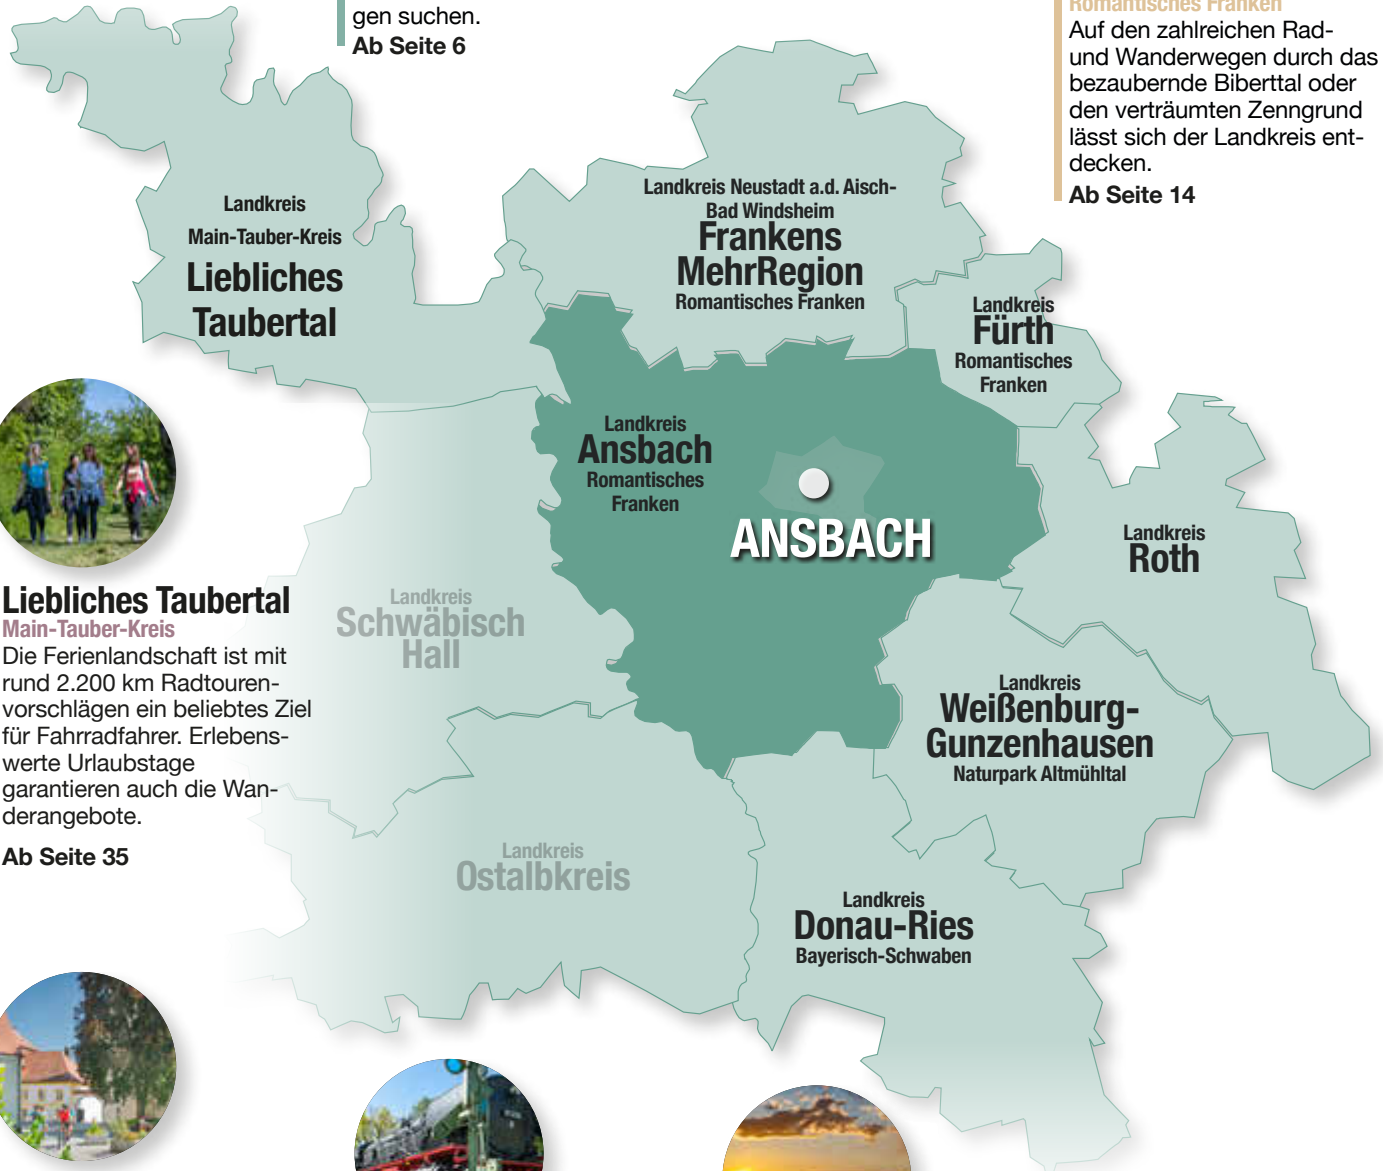 gen suchen.
Ab Seite 6
Romantisches Franken
Auf den zahlreichen Rad-
und Wanderwegen durch das
bezaubernde Biberttal oder
den verträumten Zenngrund
lässt sich der Landkreis ent-
decken.
Ab Seite 14
Landkreis
Main-Tauber-Kreis
Liebliches
Taubertal
Landkreis Neustadt a.d. Aisch-
Bad Windsheim
Frankens
MehrRegion
Romantisches Franken
Landkreis
Fürth
Romantisches
Franken
Landkreis
Ansbach
Romantisches
Franken
ANSBACH
Landkreis
Roth
Liebliches Taubertal
Main-Tauber-Kreis
Die Ferienlandschaft ist mit
rund 2.200 km Radtouren-
vorschlägen ein beliebtes Ziel
für Fahrradfahrer. Erlebens-
werte Urlaubstage
garantieren auch die Wan-
derangebote.
Ab Seite 35
Landkreis
Schwäbisch
Hall
Landkreis
Weißenburg-
Gunzenhausen
Naturpark Altmühltal
Landkreis
Ostalbkreis
Landkreis
Donau-Ries
Bayerisch-Schwaben